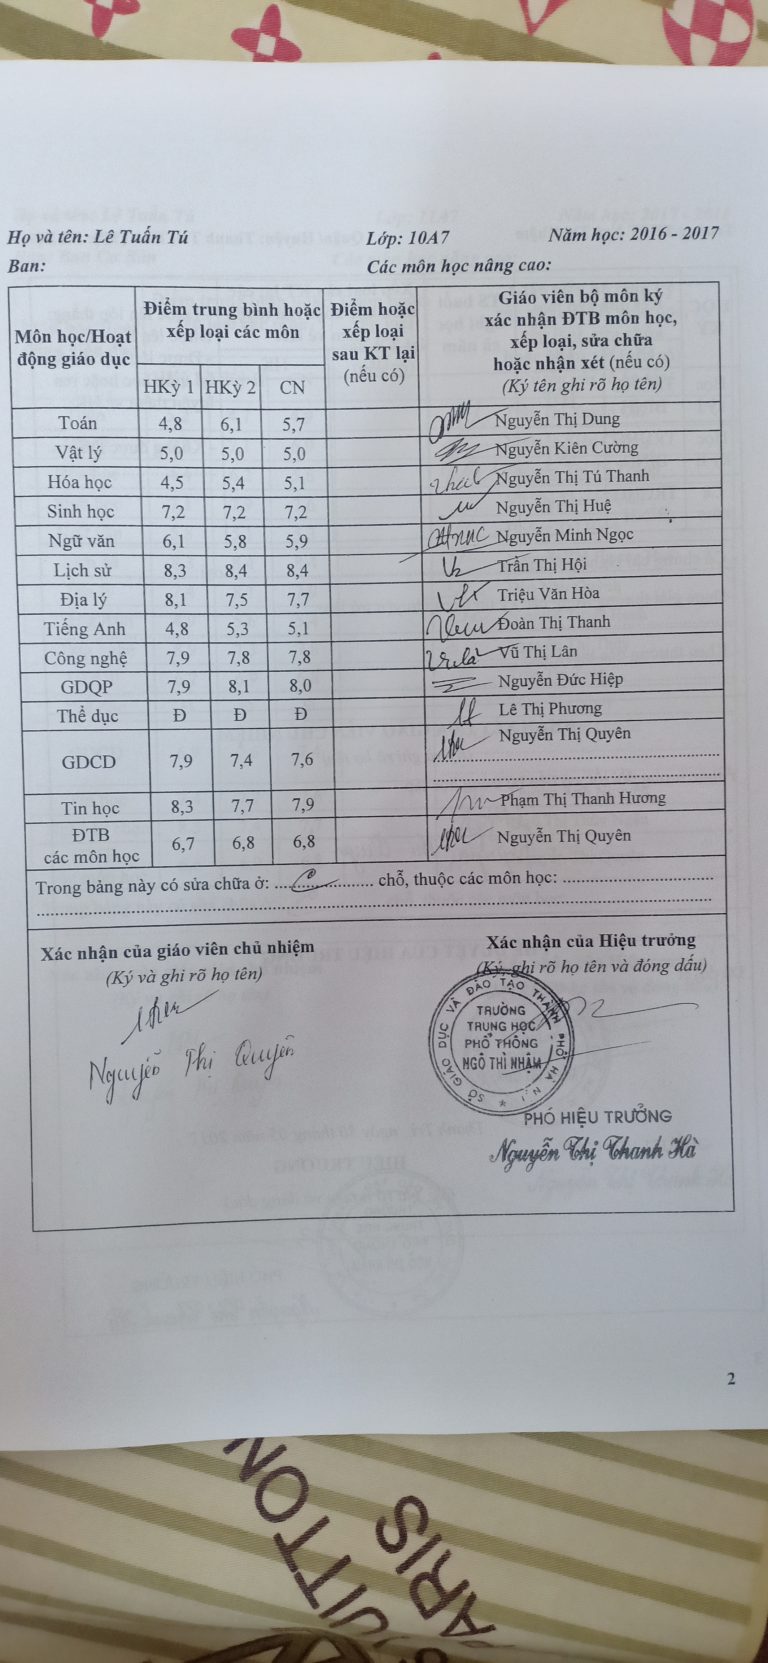 Họ và tên: Lê Tuấn Tú Lớp: 10A7 Năm học: 2016 - 2017
Ban: Các môn học nâng cao:
Môn học/Hoạt động giáo dục
Điểm trung bình hoặc xếp loại các môn
Điểm hoặc xếp loại sau KT lại (nếu có)
Giáo viên bộ môn ký xác nhận ĐTB môn học, xếp loại, sửa chữa hoặc nhận xét (nếu có) (Ký tên ghi rõ họ tên)
HKỳ 1 HKỳ 2 CN
Toán 4,8 6,1 5,7 Nguyễn Thị Dung
Vật lý 5,0 5,0 5,0 Nguyễn Kiên Cường
Hóa học 4,5 5,4 5,1 Nguyễn Thị Tú Thanh
Sinh học 7,2 7,2 7,2 Nguyễn Thị Huệ
Ngữ văn 6,1 5,8 5,9 Nguyễn Minh Ngọc
Lịch sử 8,3 8,4 8,4 Trần Thị Hội
Địa lý 8,1 7,5 7,7 Triệu Văn Hòa
Tiếng Anh 4,8 5,3 5,1 Đoàn Thị Thanh
Công nghệ 7,9 7,8 7,8 Vũ Thị Lân
GDQP 7,9 8,1 8,0 Nguyễn Đức Hiệp
Thể dục Đ Đ Đ Lê Thị Phương
GDCD 7,9 7,4 7,6 Nguyễn Thị Quyên
Tin học 8,3 7,7 7,9 Phạm Thị Thanh Hương
ĐTB các môn học 6,7 6,8 6,8 Nguyễn Thị Quyên
Trong bảng này có sửa chữa ở: ........ chỗ, thuộc các môn học: ........
Xác nhận của giáo viên chủ nhiệm
(Ký và ghi rõ họ tên)
Nguyễn Thị Quyên
Xác nhận của Hiệu trưởng
(Ký, ghi rõ họ tên và đóng dấu)
SỞ GIÁO DỤC VÀ ĐÀO TẠO THÀNH PHỐ HÀ NỘI
TRƯỜNG
TRUNG HỌC
PHỔ THÔNG
NGÔ THÌ NHẬM
PHÓ HIỆU TRƯỞNG
Nguyễn Thị Thanh Hà
2
UITTON
PARIS